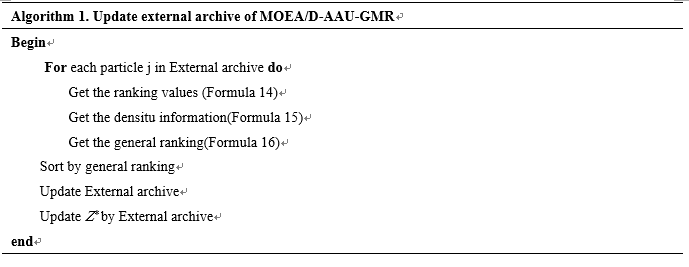 Algorithm 1. Update external archive of MOEA/D-AAU-GMR↵
Begin↵
For each particle j in External archive do↵
Get the ranking values (Formula 14)↵
Get the densitu information(Formula 15)↵
Get the general ranking(Formula 16)↵
Sort by general ranking↵
Update External archive↵
Update Z* by External archive↵
end↵